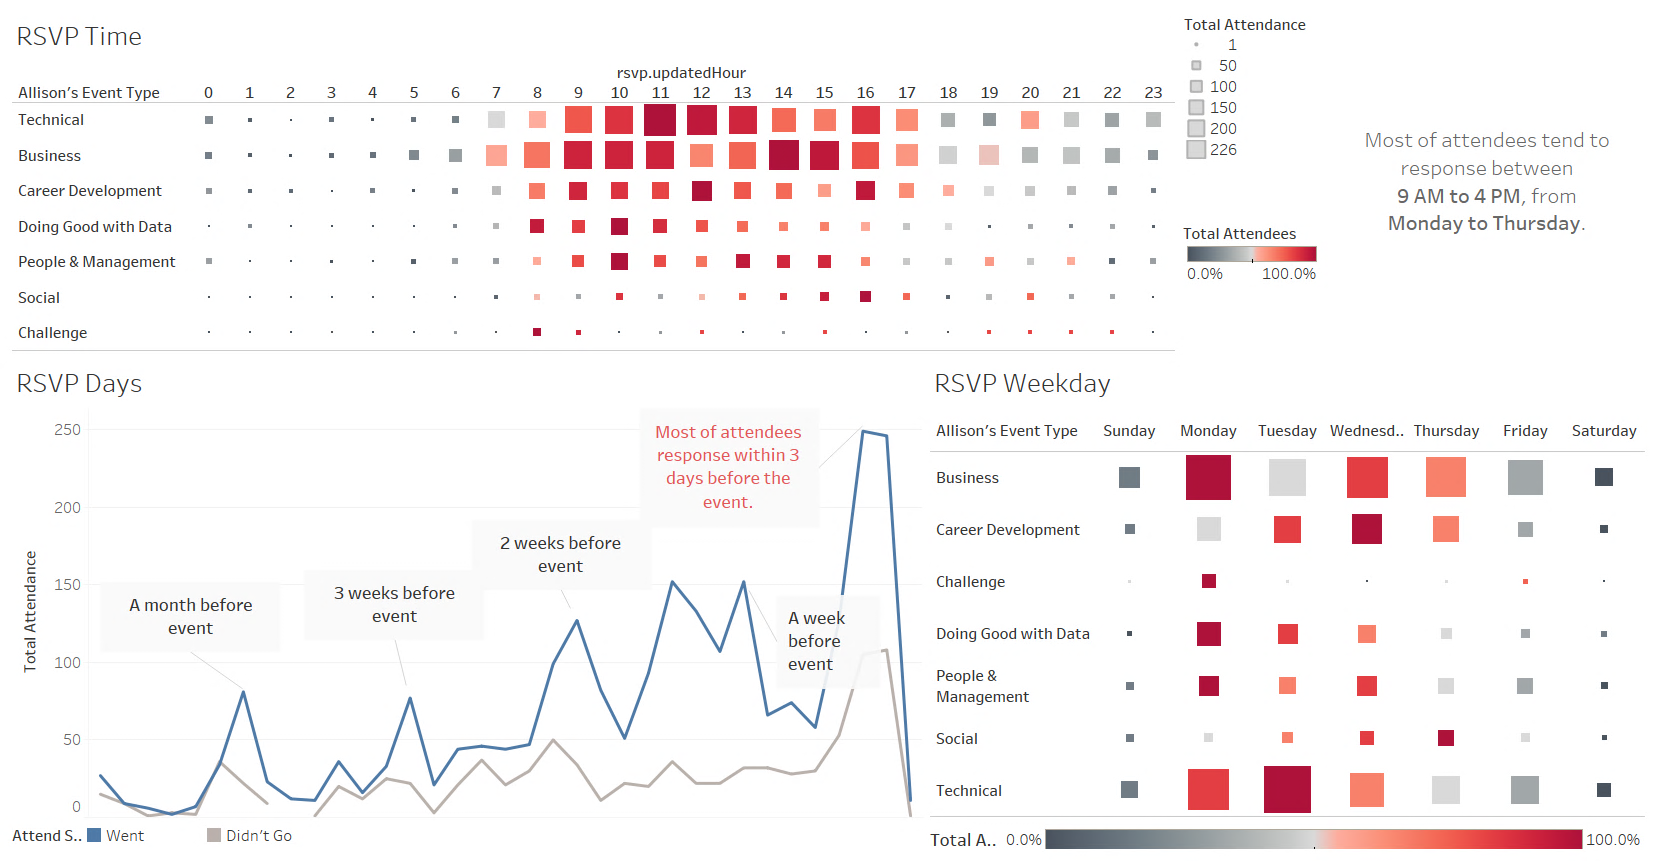 RSVP Time
rsvp.updatedHour
Allison's Event Type 0 1 2 3 4 5 6 7 8 9 10 11 12 13 14 15 16 17 18 19 20 21 22 23
Technical
Business
Career Development
Doing Good with Data
People & Management
Social
Challenge
Total Attendance
1
50
100
150
200
226
Total Attendees
0.0% 100.0%
Most of attendees tend to
response between
9 AM to 4 PM, from
Monday to Thursday.
RSVP Days
Total Attendance
250
200
150
100
50
0
A month before
event
3 weeks before
event
2 weeks before
event
Most of attendees
response within 3
days before the
event.
A week
before
event
Attend S.. Went Didn't Go
RSVP Weekday
Allison's Event Type Sunday Monday Tuesday Wednesd.. Thursday Friday Saturday
Business
Career Development
Challenge
Doing Good with Data
People &
Management
Social
Technical
Total A.. 0.0% 100.0%